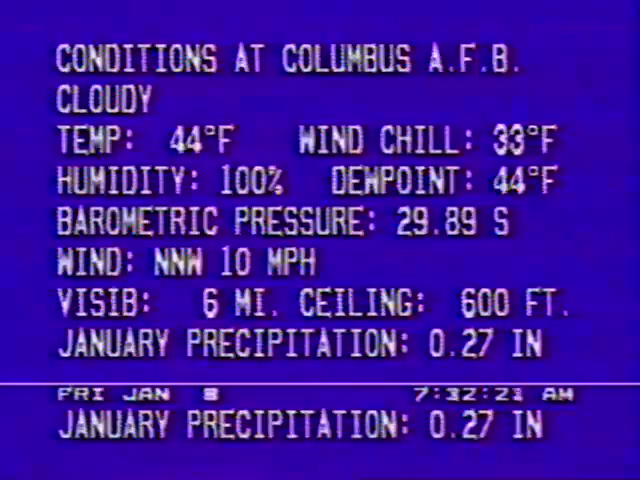 CONDITIONS AT COLUMBUS A.F.B.
CLOUDY
TEMP: 44°F WIND CHILL: 33°F
HUMIDITY: 100% DEWPOINT: 44°F
BAROMETRIC PRESSURE: 29.89 S
WIND: NNW 10 MPH
VISIB: 6 MI. CEILING: 600 FT.
JANUARY PRECIPITATION: 0.27 IN
FRI JAN 8 7:32:21 AM
JANUARY PRECIPITATION: 0.27 IN